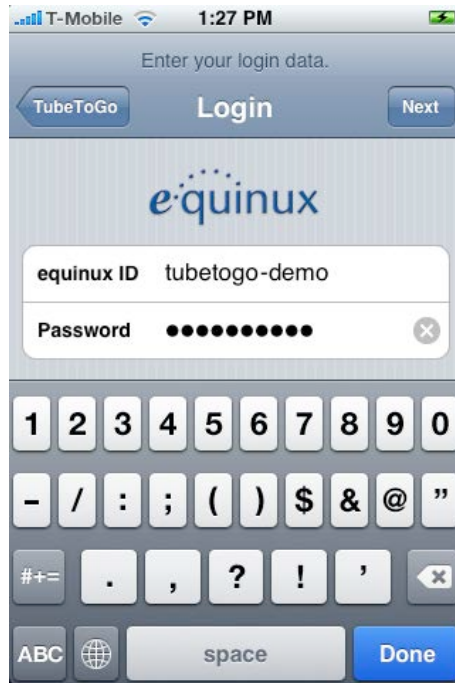 T-Mobile 1:27 PM
Enter your login data.
TubeToGo Login Next
equinux
equinux ID tubetogo-demo
Password ●●●●●●●●●●
1 2 3 4 5 6 7 8 9 0
- / : ; ( ) $ & @ "
#+= . , ? ! '
ABC space Done